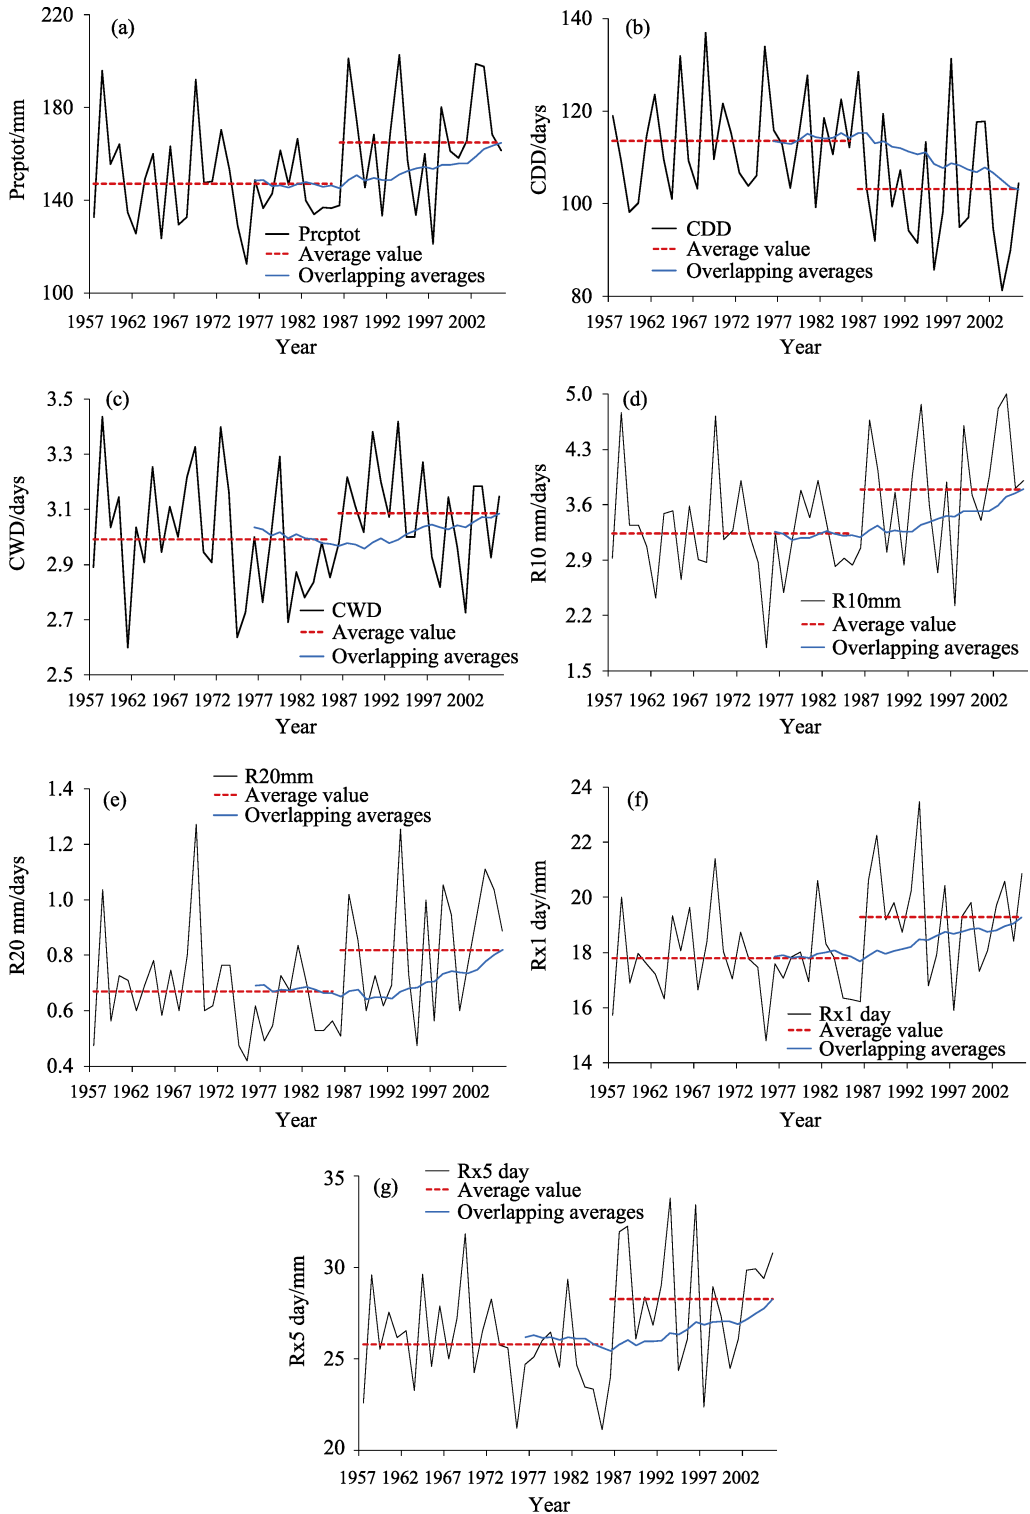 (a)
220
180
140
100
Prcptot/mm
Prcptot
Average value
Overlapping averages
1957 1962 1967 1972 1977 1982 1987 1992 1997 2002
Year
(b)
140
120
100
80
CDD/days
CDD
Average value
Overlapping averages
1957 1962 1967 1972 1977 1982 1987 1992 1997 2002
Year
(c)
3.5
3.3
3.1
2.9
2.7
2.5
CWD/days
CWD
Average value
Overlapping averages
1957 1962 1967 1972 1977 1982 1987 1992 1997 2002
Year
(d)
5.0
4.3
3.6
2.9
2.2
1.5
R10 mm/days
R10mm
Average value
Overlapping averages
1957 1962 1967 1972 1977 1982 1987 1992 1997 2002
Year
(e)
1.4
1.2
1.0
0.8
0.6
0.4
R20 mm/days
R20mm
Average value
Overlapping averages
1957 1962 1967 1972 1977 1982 1987 1992 1997 2002
Year
(f)
24
22
20
18
16
14
Rx1 day/mm
Rx1 day
Average value
Overlapping averages
1957 1962 1967 1972 1977 1982 1987 1992 1997 2002
Year
(g)
35
30
25
20
Rx5 day/mm
Rx5 day
Average value
Overlapping averages
1957 1962 1967 1972 1977 1982 1987 1992 1997 2002
Year